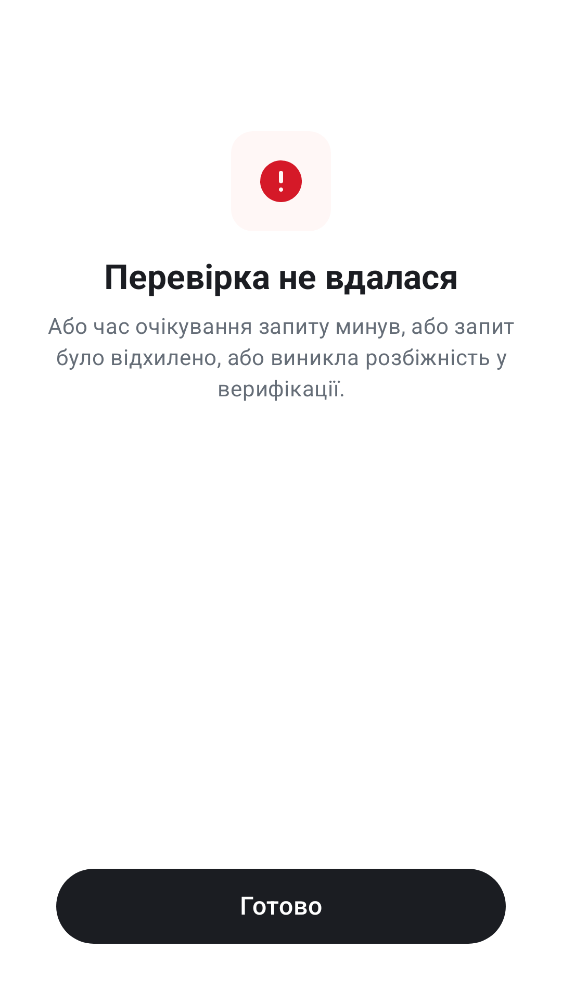 Перевірка не вдалася
Або час очікування запиту минув, або запит
було відхилено, або виникла розбіжність у
верифікації.
Готово